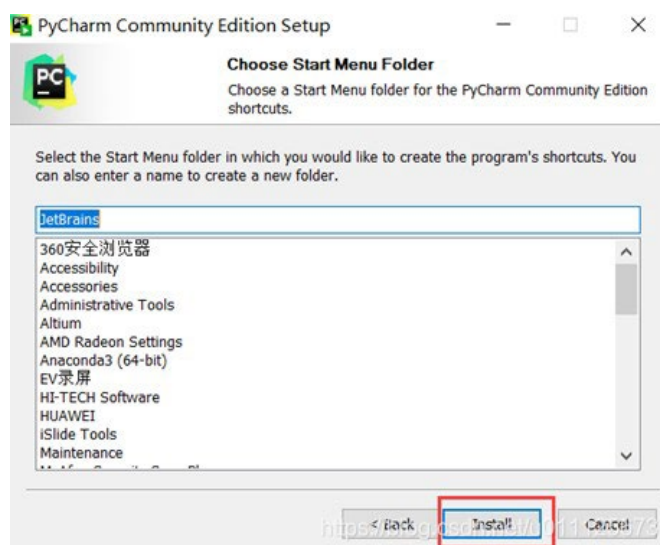 PyCharm Community Edition Setup
PC
Choose Start Menu Folder
Choose a Start Menu folder for the PyCharm Community Edition
shortcuts.
Select the Start Menu folder in which you would like to create the program's shortcuts. You
can also enter a name to create a new folder.
JetBrains
360安全浏览器
Accessibility
Accessories
Administrative Tools
Altium
AMD Radeon Settings
Anaconda3 (64-bit)
EV录屏
HI-TECH Software
HUAWEI
iSlide Tools
Maintenance
< Back
Install
Cancel